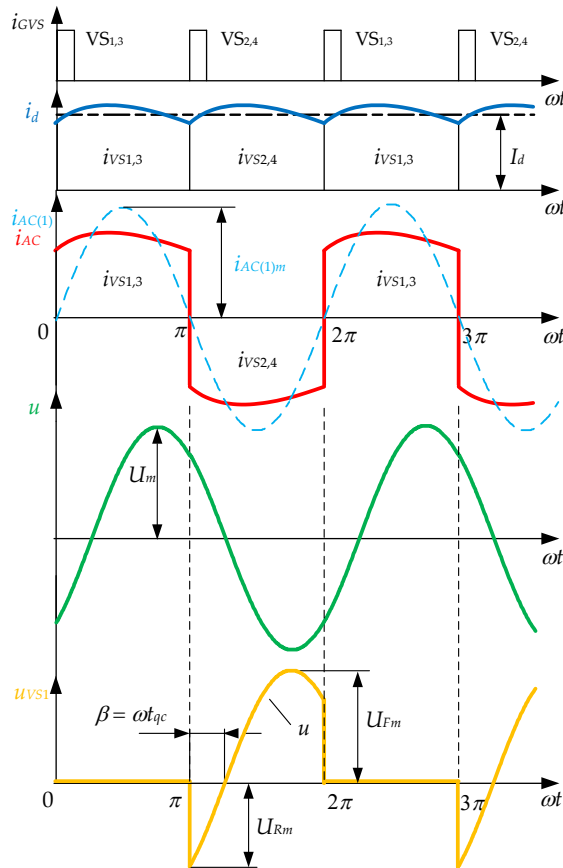 iGVS VS1,3 VS2,4 VS1,3 VS2,4
ωt
id
iVS1,3 iVS2,4 iVS1,3 Id
ωt
iAC(1)
iAC
iAC(1)m
iVS1,3 iVS1,3
0 π 2π 3π ωt
iVS2,4
u
Um
ωt
uVS1
β = ωtqc u UFm
0 π 2π 3π ωt
URm